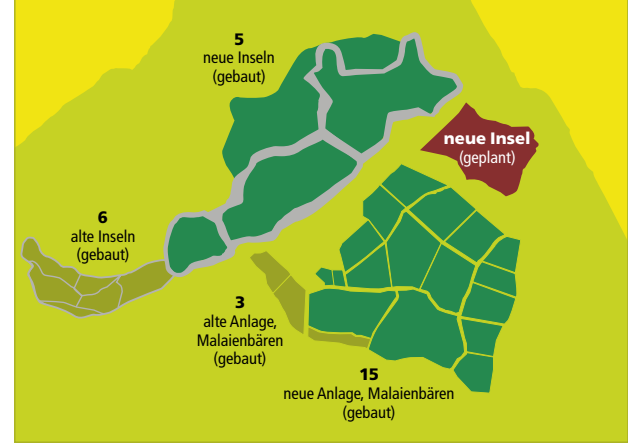 5
neue Inseln
(gebaut)
neue Insel
(geplant)
6
alte Inseln
(gebaut)
3
alte Anlage,
Malaienbären
(gebaut)
15
neue Anlage, Malaienbären
(gebaut)